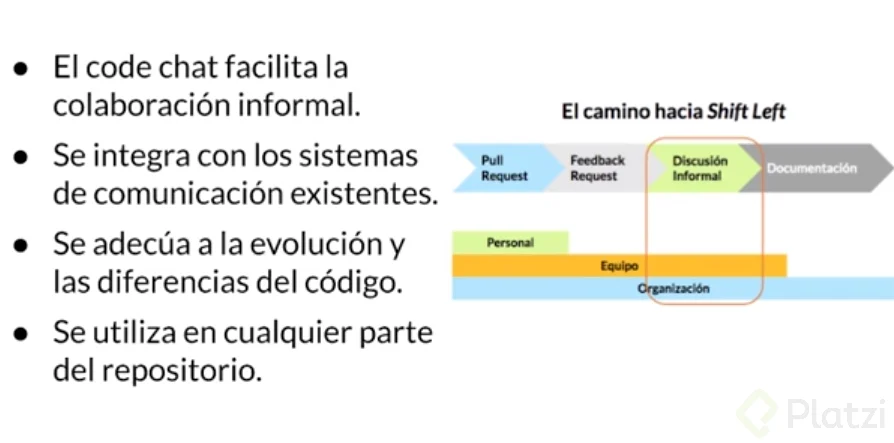 ● El code chat facilita la
colaboración informal.
● Se integra con los sistemas
de comunicación existentes.
● Se adecúa a la evolución y
las diferencias del código.
● Se utiliza en cualquier parte
del repositorio.
El camino hacia Shift Left
Pull
Request
Feedback
Request
Discusión
Informal
Documentación
Personal
Equipo
Organización
Platzi